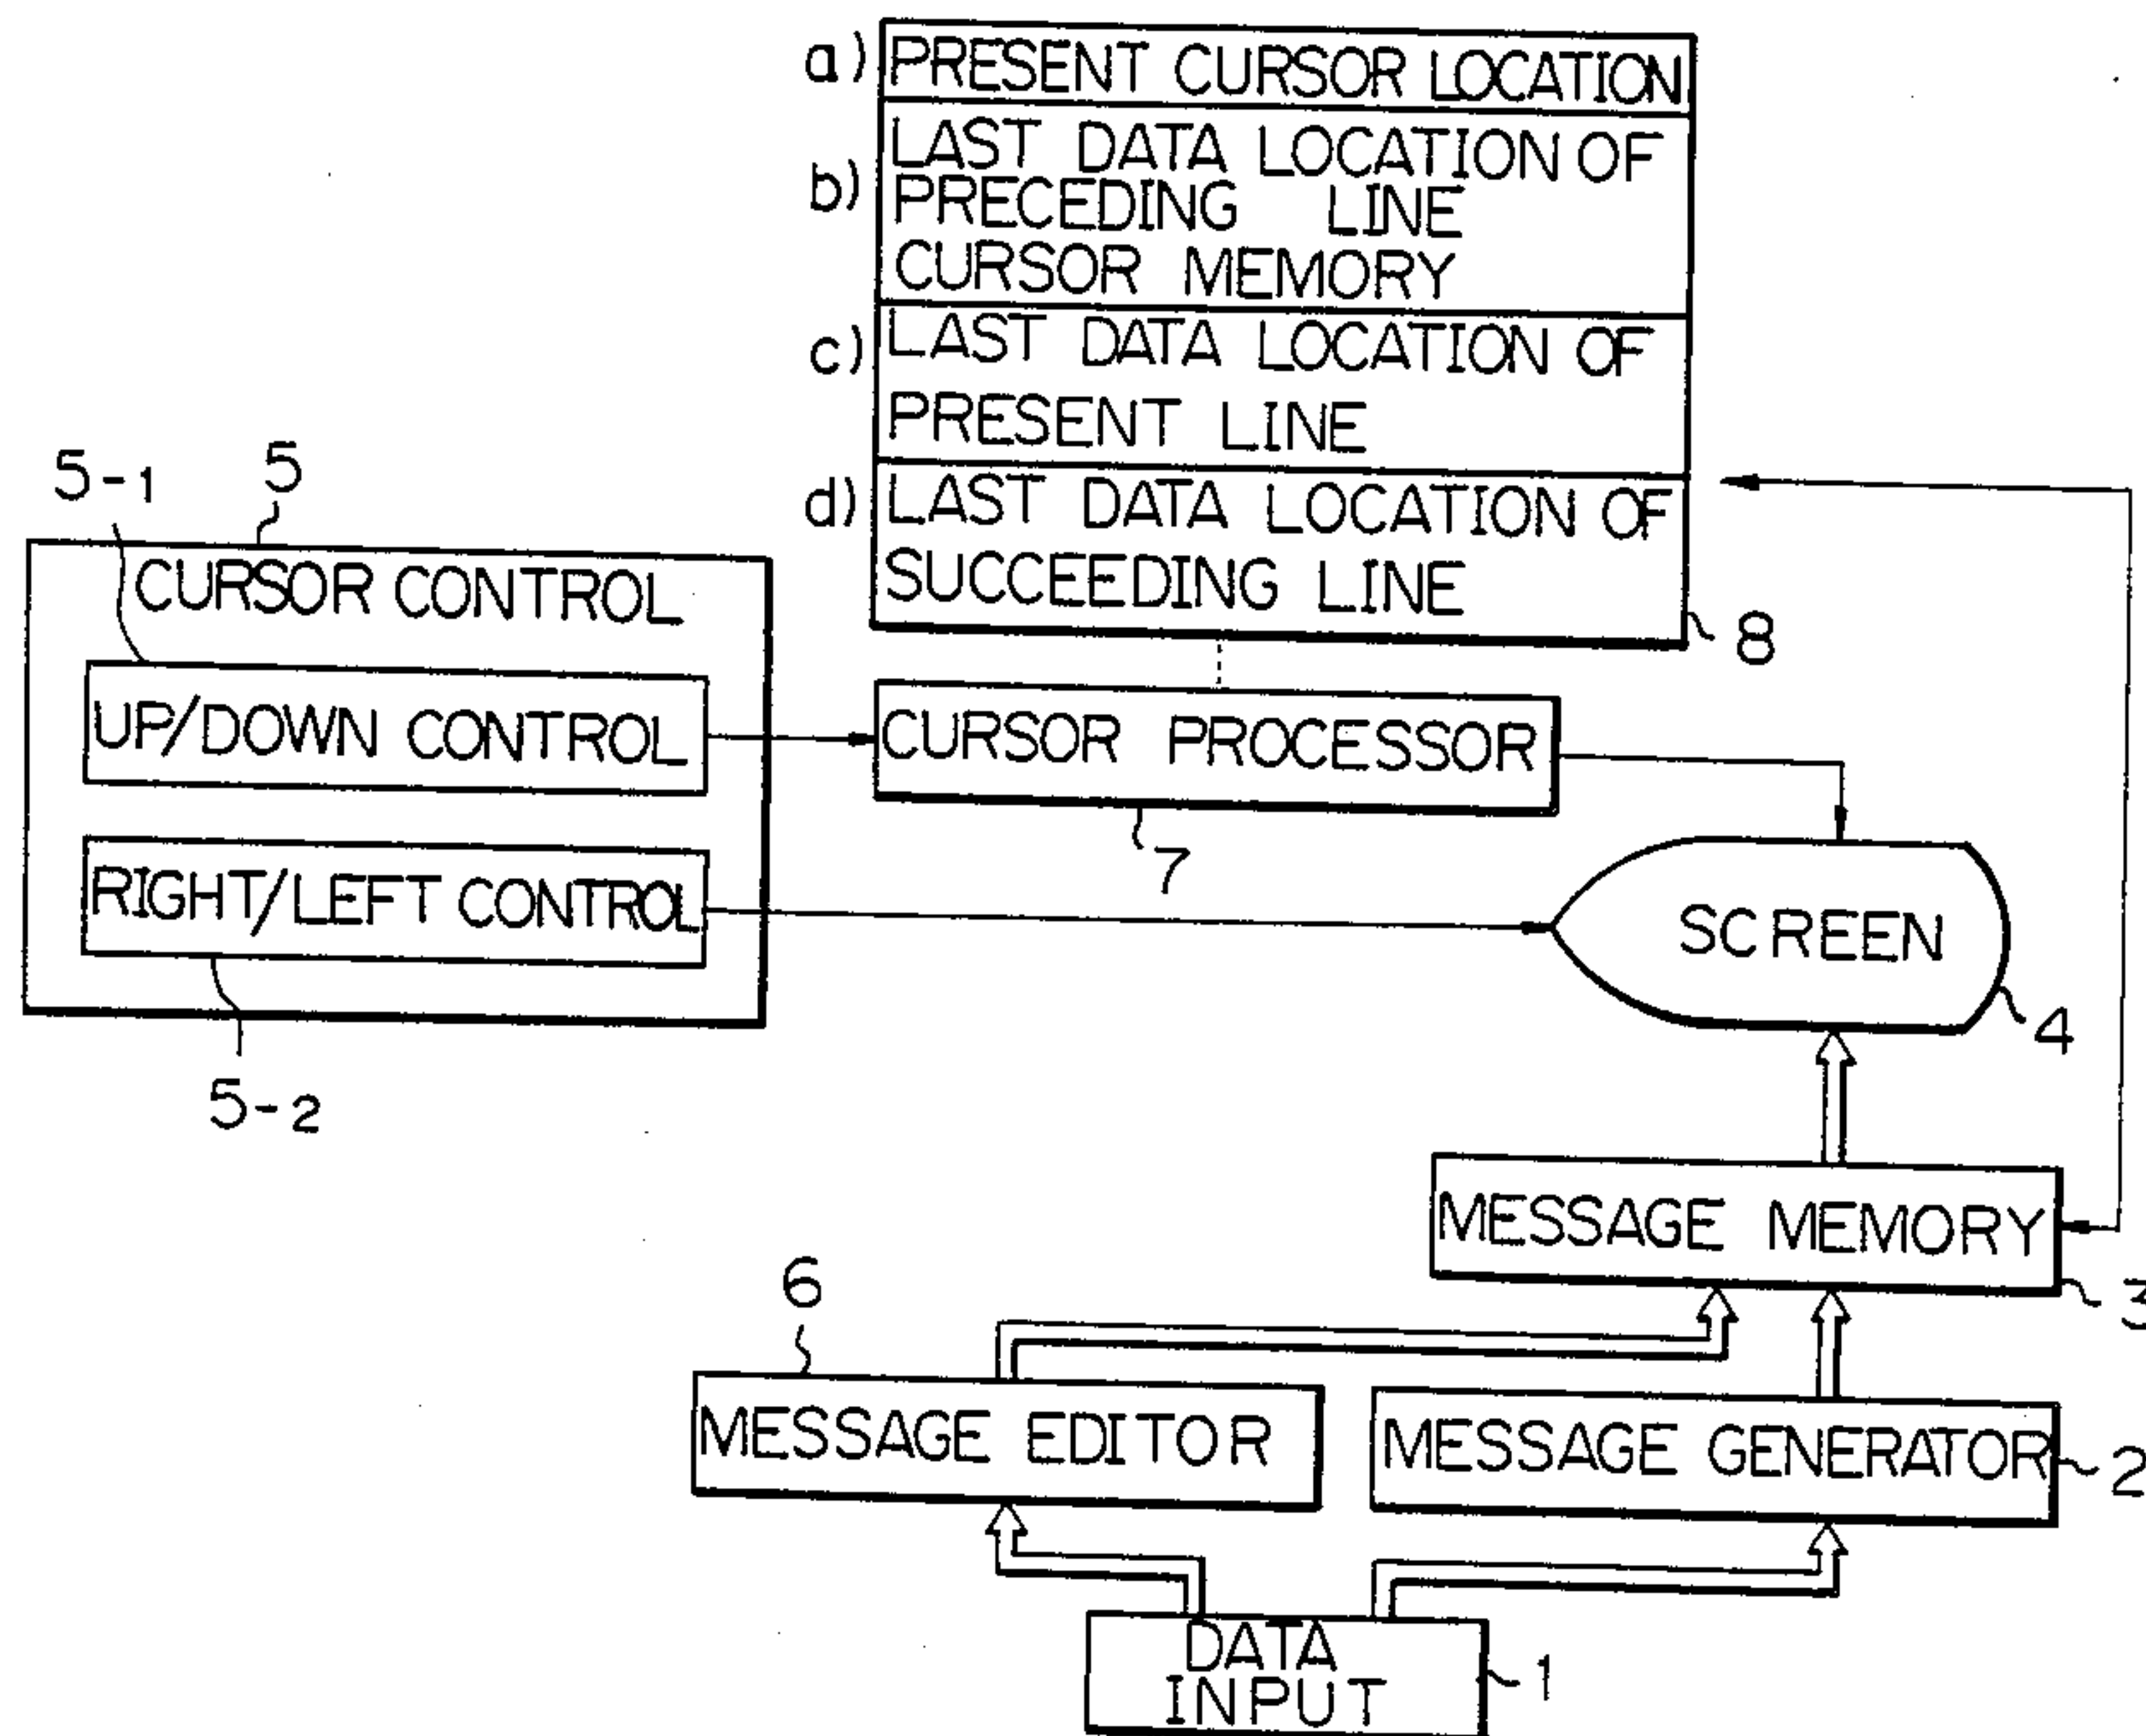 a) PRESENT CURSOR LOCATION
b) LAST DATA LOCATION OF
PRECEDING LINE
CURSOR MEMORY
c) LAST DATA LOCATION OF
PRESENT LINE
d) LAST DATA LOCATION OF
SUCCEEDING LINE
8
5-1
5
CURSOR CONTROL
UP/DOWN CONTROL
RIGHT/LEFT CONTROL
5-2
CURSOR PROCESSOR
7
SCREEN
4
MESSAGE MEMORY
3
6
MESSAGE EDITOR
MESSAGE GENERATOR
2
DATA
INPUT
1